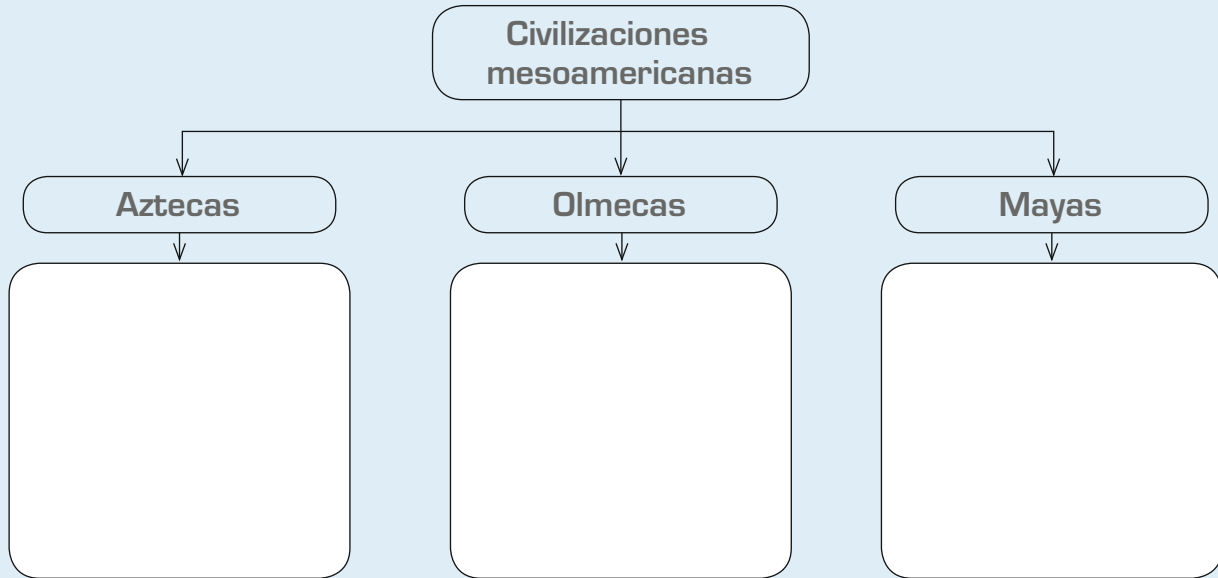 Civilizaciones
mesoamericanas
Aztecas
Olmecas
Mayas